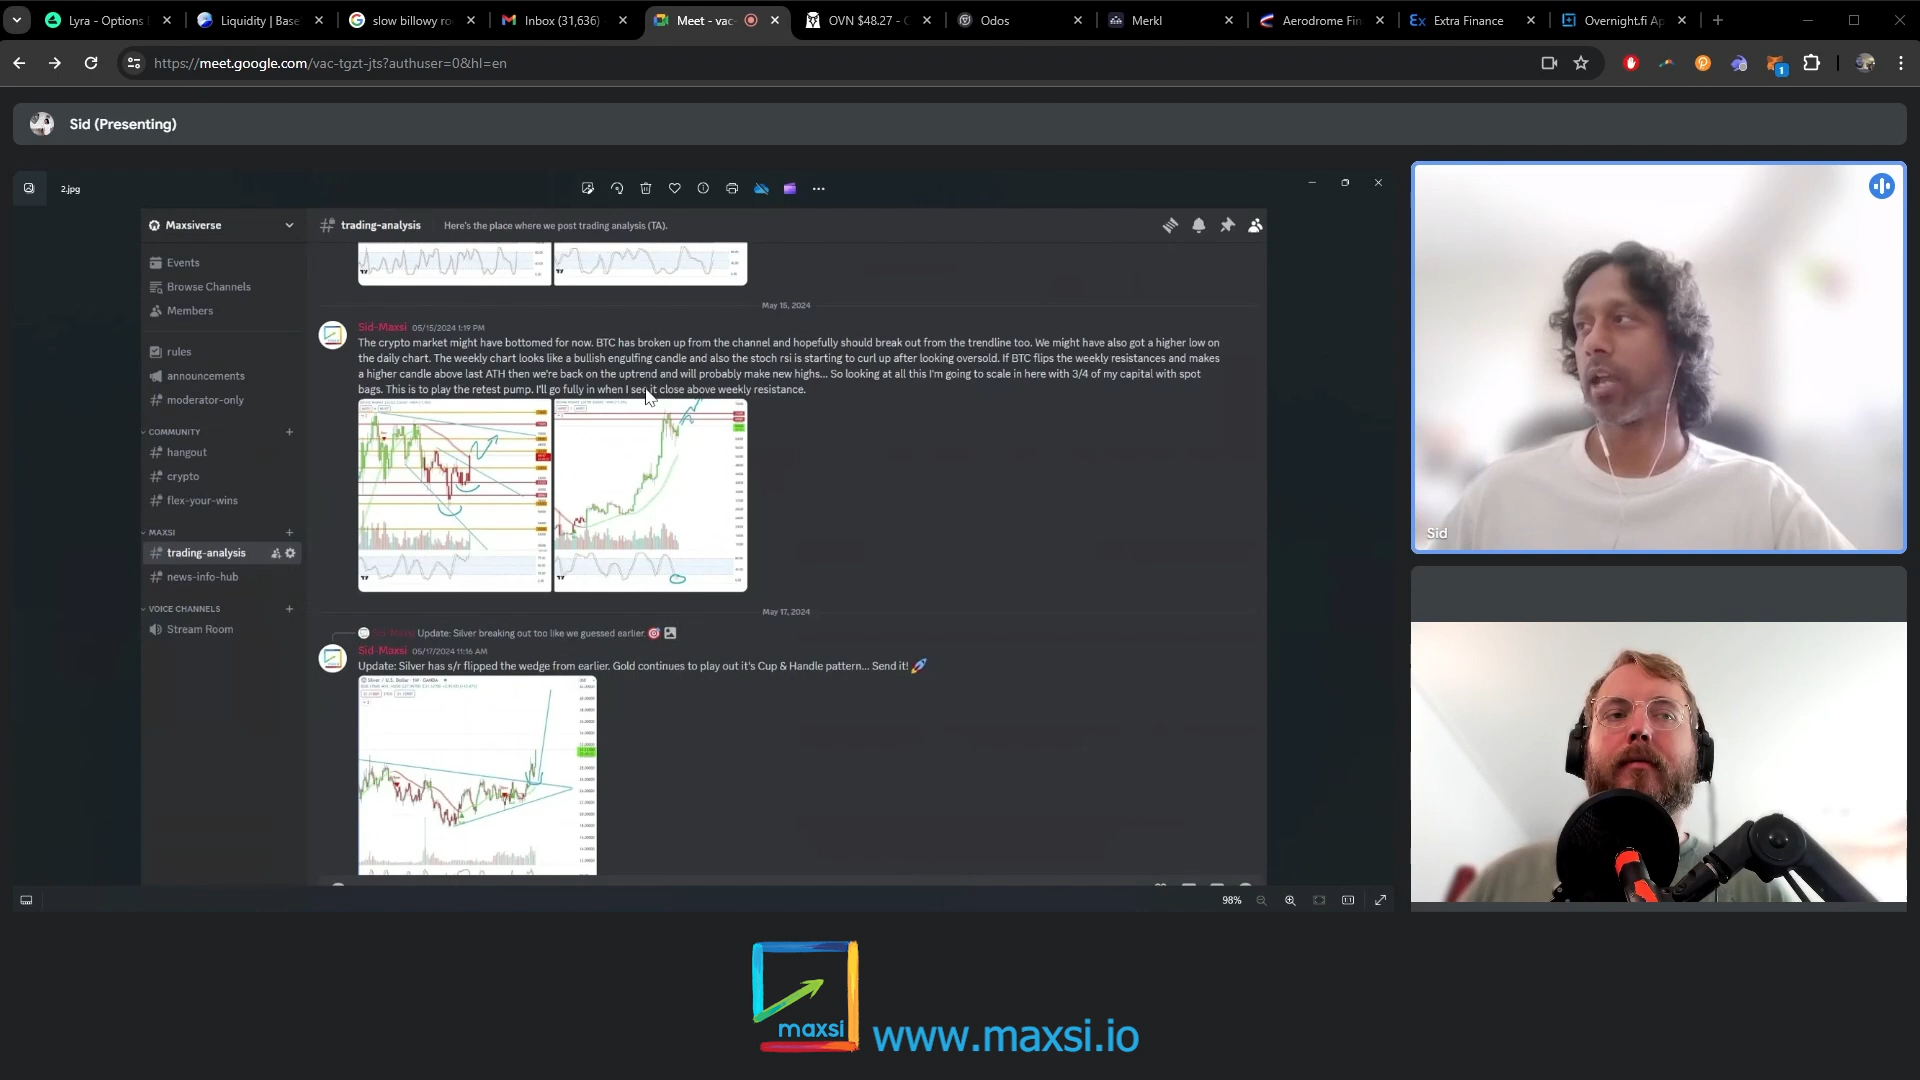 Lyra - Options
Liquidity | Base
slow billowy ro
Inbox (31,636)
Meet - vac-
OVN $48.27 -
Odos
Merkl
Aerodrome Fin
Extra Finance
Overnight.fi Ap
https://meet.google.com/vac-tgzt-jts?authuser=0&hl=en
1
Sid (Presenting)
2.jpg
Maxsiverse
trading-analysis
Here's the place where we post trading analysis (TA).
Events
Browse Channels
Members
rules
announcements
moderator-only
COMMUNITY
hangout
crypto
flex-your-wins
MAXSI
trading-analysis
news-info-hub
VOICE CHANNELS
Stream Room
May 15, 2024
Sid-Maxsi 05/15/2024 1:19 PM
The crypto market might have bottomed for now. BTC has broken up from the channel and hopefully should break out from the trendline too. We might have also got a higher low on
the daily chart. The weekly chart looks like a bullish engulfing candle and also the stoch rsi is starting to curl up after looking oversold. If BTC flips the weekly resistances and makes
a higher candle above last ATH then we're back on the uptrend and will probably make new highs... So looking at all this I'm going to scale in here with 3/4 of my capital with spot
bags. This is to play the retest pump. I'll go fully in when I see it close above weekly resistance.
May 17, 2024
Sid-Maxsi Update: Silver breaking out too like we guessed earlier.
Sid-Maxsi 05/17/2024 11:16 AM
Update: Silver has s/r flipped the wedge from earlier. Gold continues to play out it's Cup & Handle pattern... Send it!
98%
Sid
maxsi
www.maxsi.io